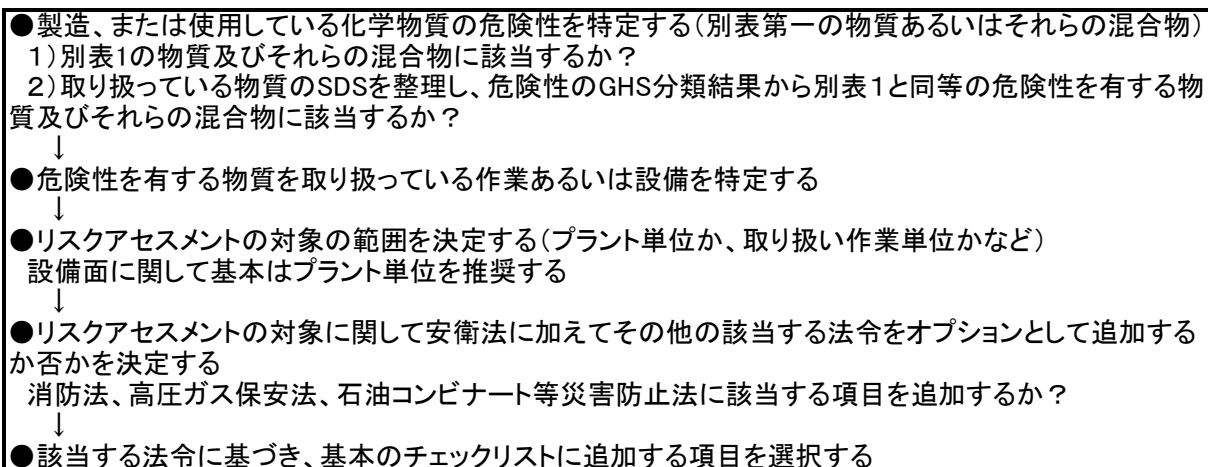 ●製造、または使用している化学物質の危険性を特定する(別表第一の物質あるいはそれらの混合物)
1)別表1の物質及びそれらの混合物に該当するか?
2)取り扱っている物質のSDSを整理し、危険性のGHS分類結果から別表1と同等の危険性を有する物
質及びそれらの混合物に該当するか?
↓
●危険性を有する物質を取り扱っている作業あるいは設備を特定する
↓
●リスクアセスメントの対象の範囲を決定する(プラント単位か、取り扱い作業単位かなど)
設備面に関して基本はプラント単位を推奨する
↓
●リスクアセスメントの対象に関して安衛法に加えてその他の該当する法令をオプションとして追加する
か否かを決定する
消防法、高圧ガス保安法、石油コンビナート等災害防止法に該当する項目を追加するか?
↓
●該当する法令に基づき、基本のチェックリストに追加する項目を選択する